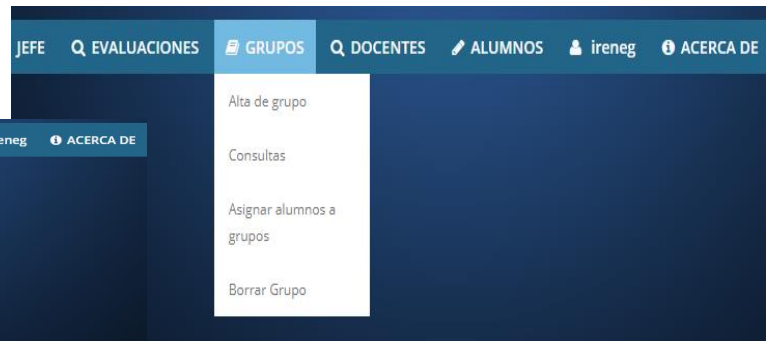 JEFE EVALUACIONES GRUPOS DOCENTES ALUMNOS ireneg ACERCA DE
Alta de grupo
eneg ACERCA DE
Consultas
Asignar alumnos a
grupos
Borrar Grupo